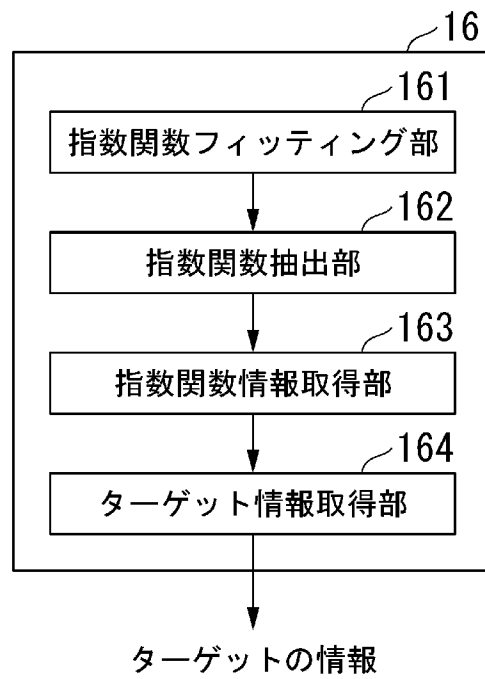 16
161
指数関数フィッティング部
162
指数関数抽出部
163
指数関数情報取得部
164
ターゲット情報取得部
ターゲットの情報